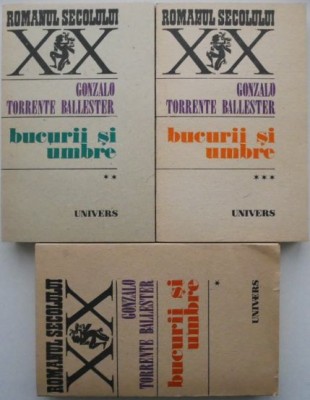 ROMANUL SECOLULUI
XX
GONZALO
TORRENTE BALLESTER
bucurii și
umbre
**
UNIVERS
ROMANUL SECOLULUI
XX
GONZALO
TORRENTE BALLESTER
bucurii și
umbre
***
UNIVERS
ROMANUL SECOLULUI
XX
GONZALO
TORRENTE BALLESTER
bucurii și
umbre
*
UNIVERS